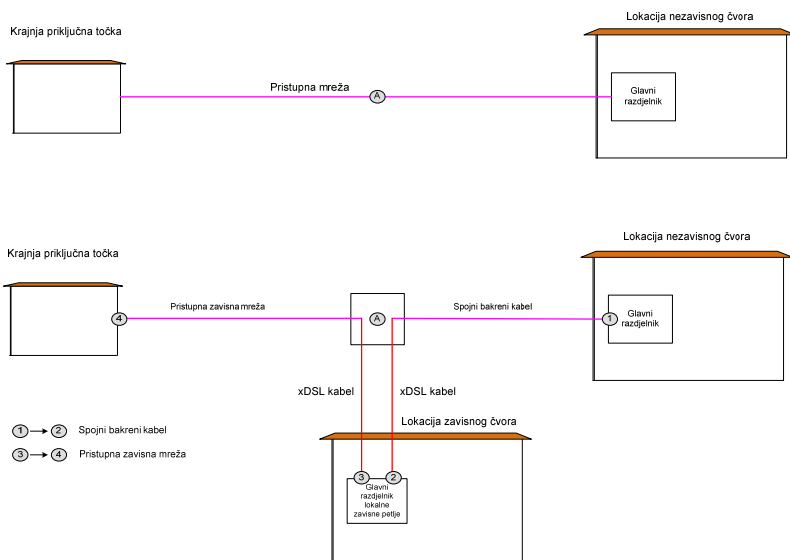 Lokacija nezavisnog čvora
Krajnja priključna točka
Pristupna mreža
A
Glavni
razdjelnik
Lokacija nezavisnog čvora
Krajnja priključna točka
Pristupna zavisna mreža
Spojni bakreni kabel
4
A
1
Glavni
razdjelnik
xDSL kabel
xDSL kabel
Lokacija zavisnog čvora
1 2 Spojni bakreni kabel
3 4 Pristupna zavisna mreža
3
2
Glavni
razdjelnik
lokalne
zavisne petlje